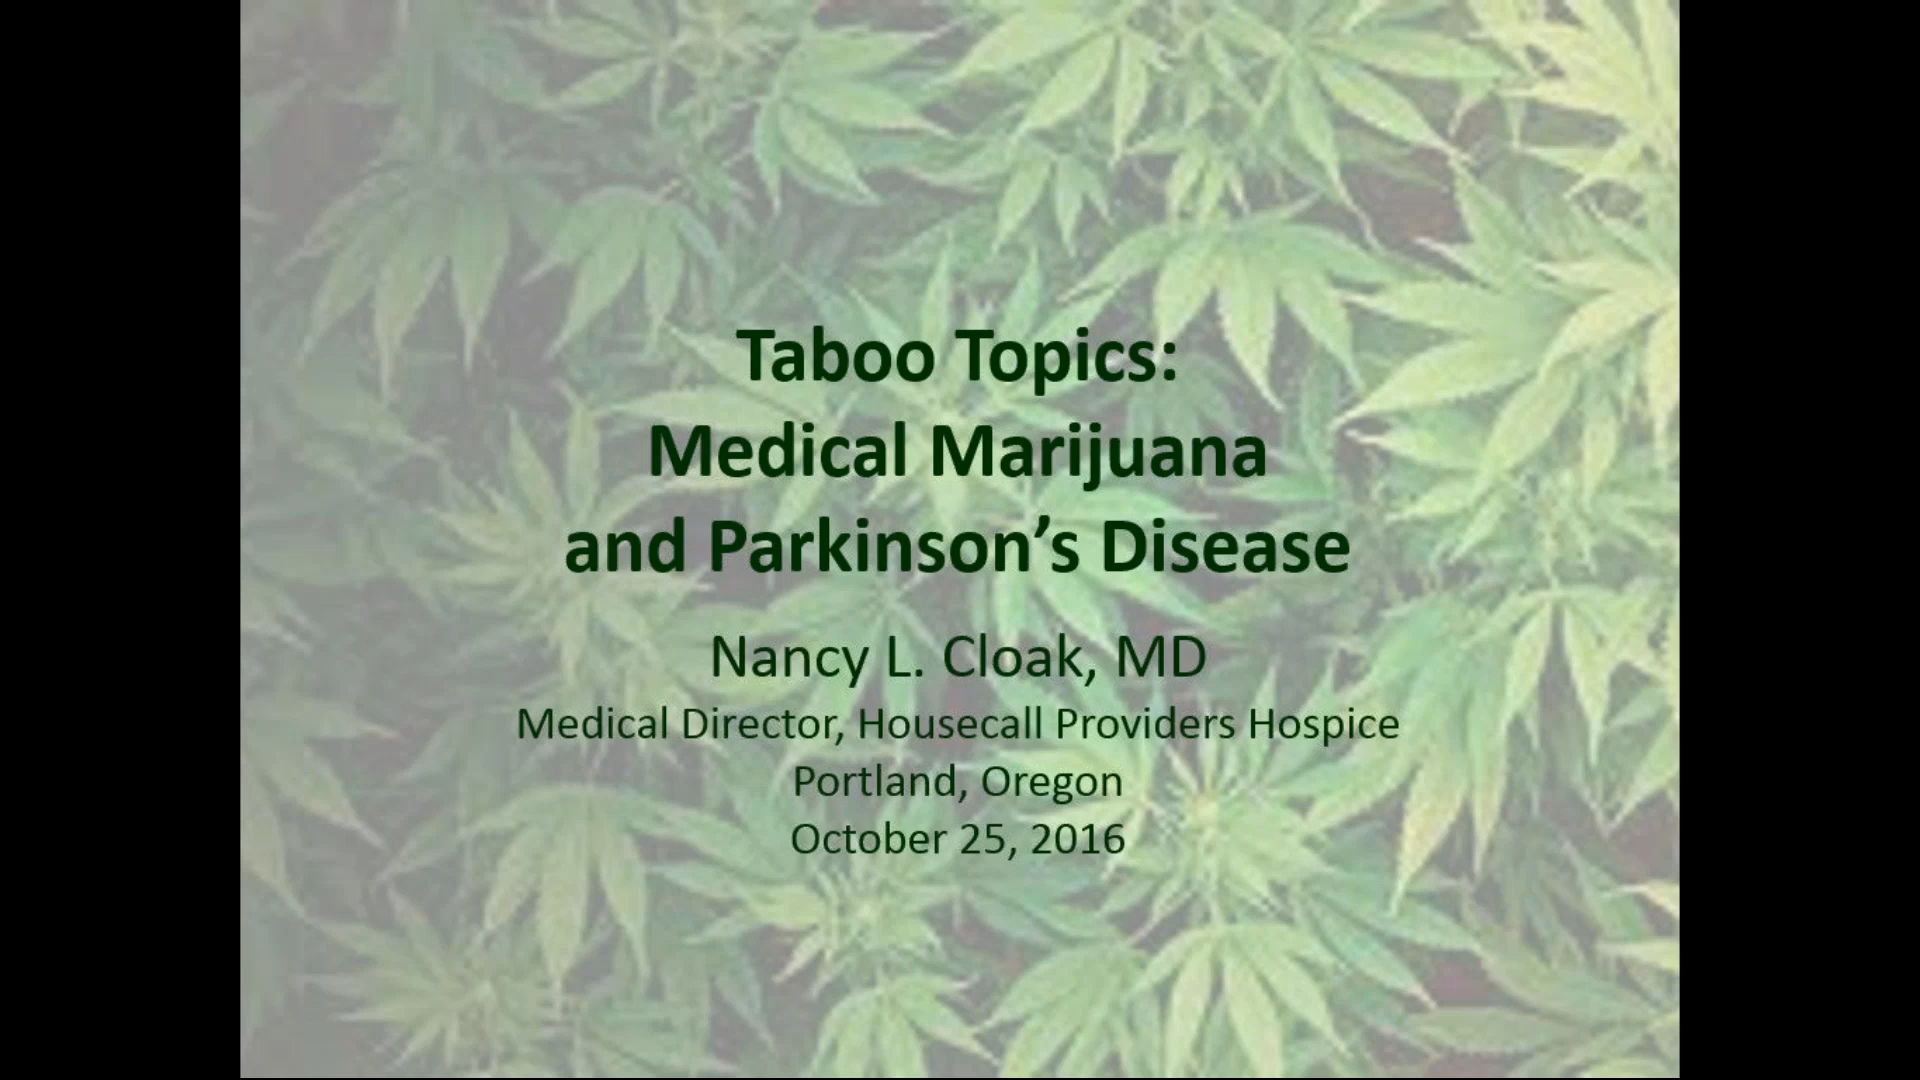 Taboo Topics:
Medical Marijuana
and Parkinson’s Disease
Nancy L. Cloak, MD
Medical Director, Housecall Providers Hospice
Portland, Oregon
October 25, 2016